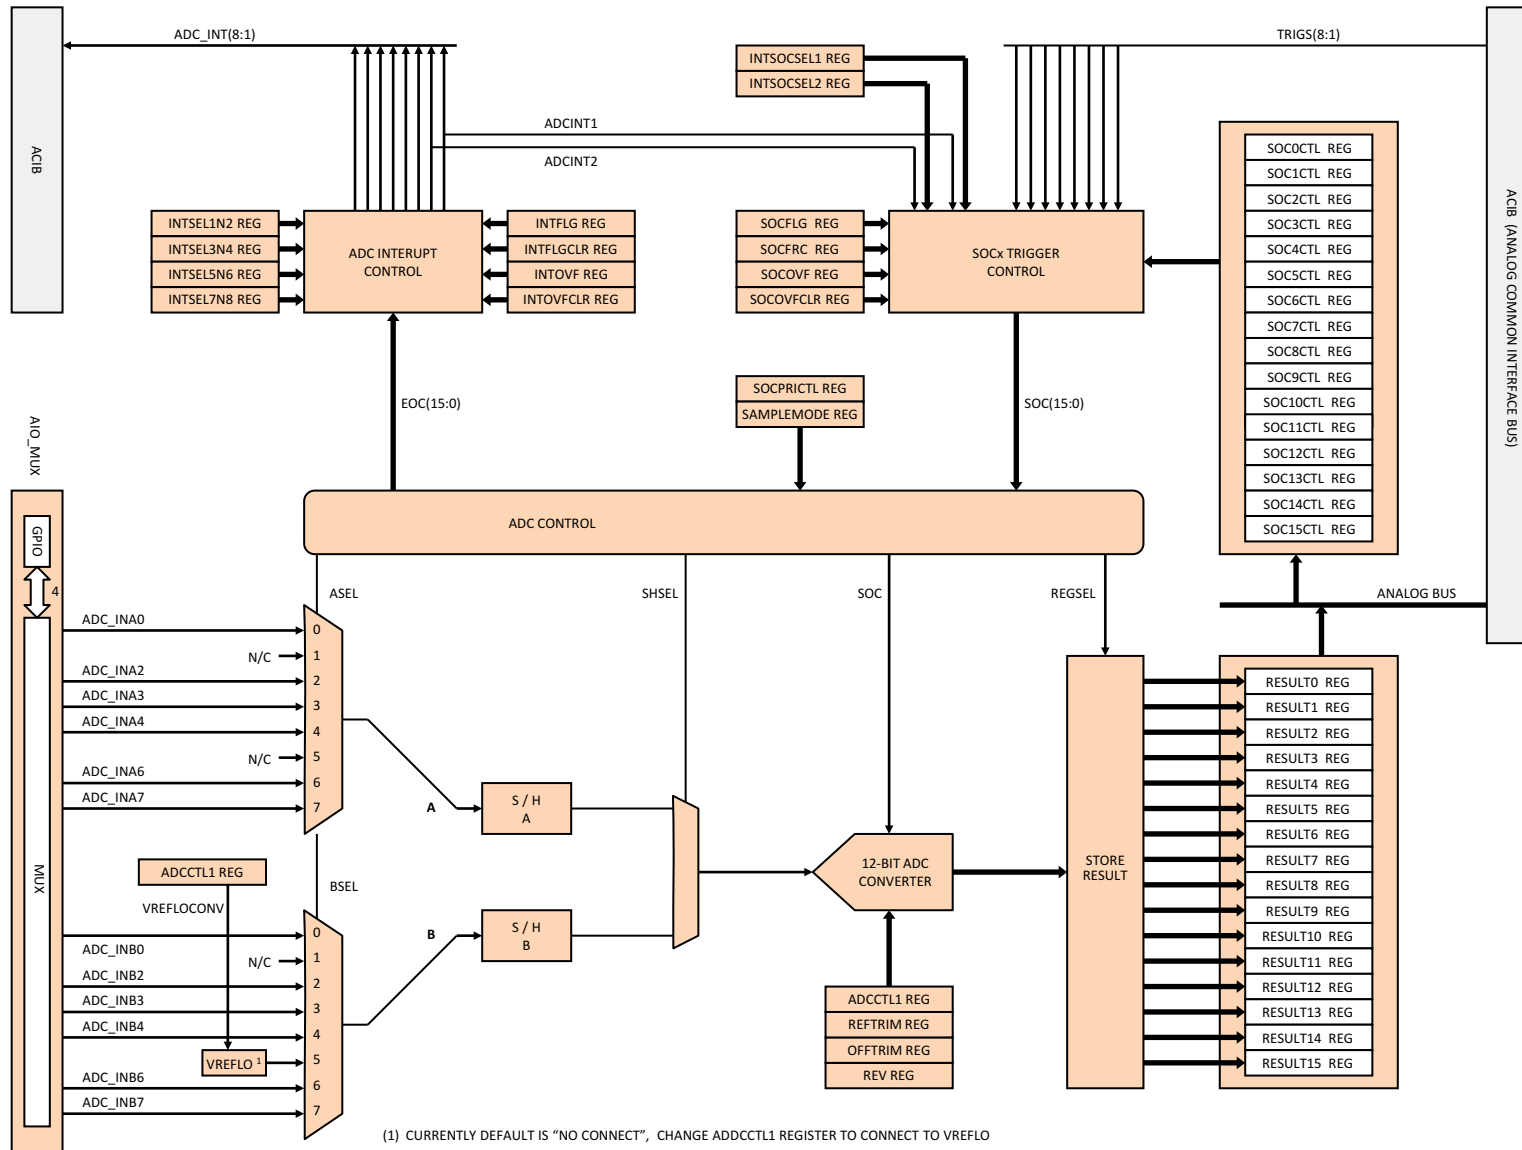 ADC_INT(8:1)
TRIGS(8:1)
INTSOCSEL1 REG
INTSOCSEL2 REG
ACIB
ADCINT1
ADCINT2
INTSEL1N2 REG
INTSEL3N4 REG
INTSEL5N6 REG
INTSEL7N8 REG
ADC INTERUPT
CONTROL
INTFLG REG
INTFLGCLR REG
INTOVF REG
INTOVFCLR REG
SOCFLG REG
SOCFRC REG
SOCOVF REG
SOCOVFCLR REG
SOCx TRIGGER
CONTROL
SOC0CTL REG
SOC1CTL REG
SOC2CTL REG
SOC3CTL REG
SOC4CTL REG
SOC5CTL REG
SOC6CTL REG
SOC7CTL REG
SOC8CTL REG
SOC9CTL REG
SOC10CTL REG
SOC11CTL REG
SOC12CTL REG
SOC13CTL REG
SOC14CTL REG
SOC15CTL REG
ACIB (ANALOG COMMON INTERFACE BUS)
EOC(15:0)
SOCPRICTL REG
SAMPLEMODE REG
SOC(15:0)
AIO_MUX
GPIO
4
MUX
ADC CONTROL
ASEL
SHSEL
SOC
REGSEL
ANALOG BUS
ADC_INA0
N/C
ADC_INA2
ADC_INA3
ADC_INA4
N/C
ADC_INA6
ADC_INA7
0
1
2
3
4
5
6
7
A
S / H
A
ADCCTL1 REG
VREFLOCONV
BSEL
ADC_INB0
N/C
ADC_INB2
ADC_INB3
ADC_INB4
VREFLO 1
ADC_INB6
ADC_INB7
0
1
2
3
4
5
6
7
B
S / H
B
12-BIT ADC
CONVERTER
ADCCTL1 REG
REFTRIM REG
OFFTRIM REG
REV REG
STORE
RESULT
RESULT0 REG
RESULT1 REG
RESULT2 REG
RESULT3 REG
RESULT4 REG
RESULT5 REG
RESULT6 REG
RESULT7 REG
RESULT8 REG
RESULT9 REG
RESULT10 REG
RESULT11 REG
RESULT12 REG
RESULT13 REG
RESULT14 REG
RESULT15 REG
(1) CURRENTLY DEFAULT IS “NO CONNECT”, CHANGE ADDCCTL1 REGISTER TO CONNECT TO VREFLO